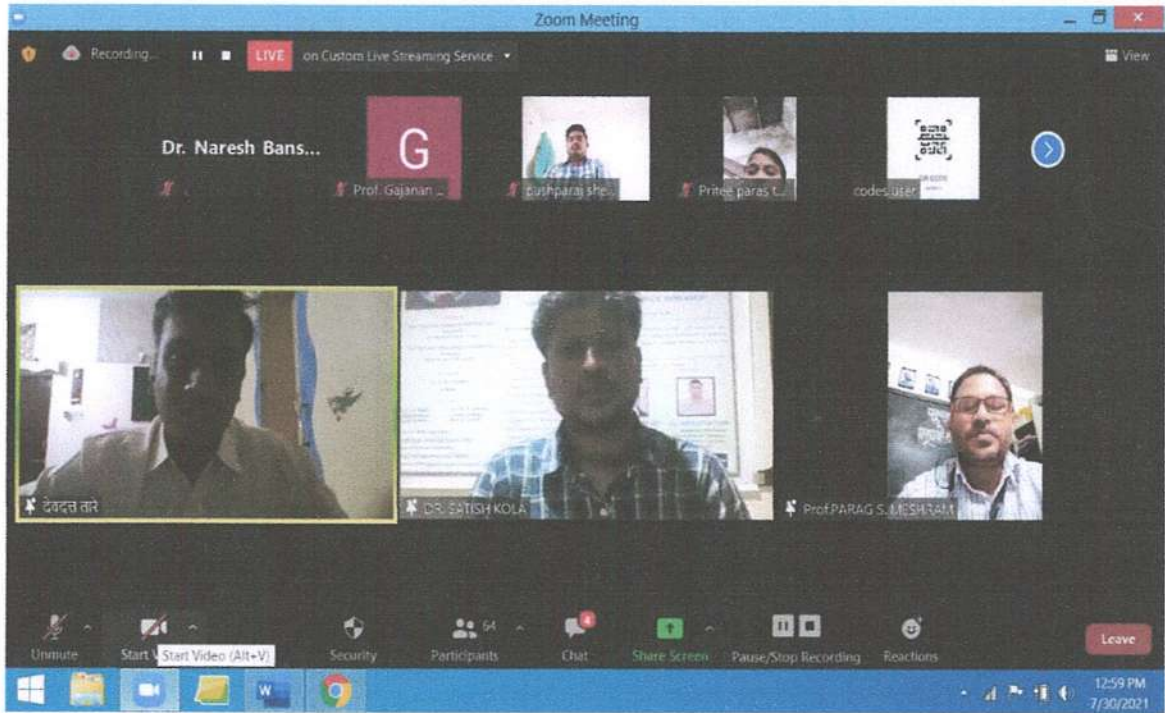 Zoom Meeting
Recording...
LIVE on Custom Live Streaming Service
View
Dr. Naresh Bans...
G
Prof. Gajanan ...
pushparaj she...
Pritee paras t...
codes user
देवदत्त तारे
DR. SATISH KOLA
Prof.PARAG S. MESHRAM
Unmute
Start V
Start Video (Alt+V)
Security
64
Participants
4
Chat
Share Screen
Pause/Stop Recording
Reactions
Leave
W
12:59 PM
7/30/2021